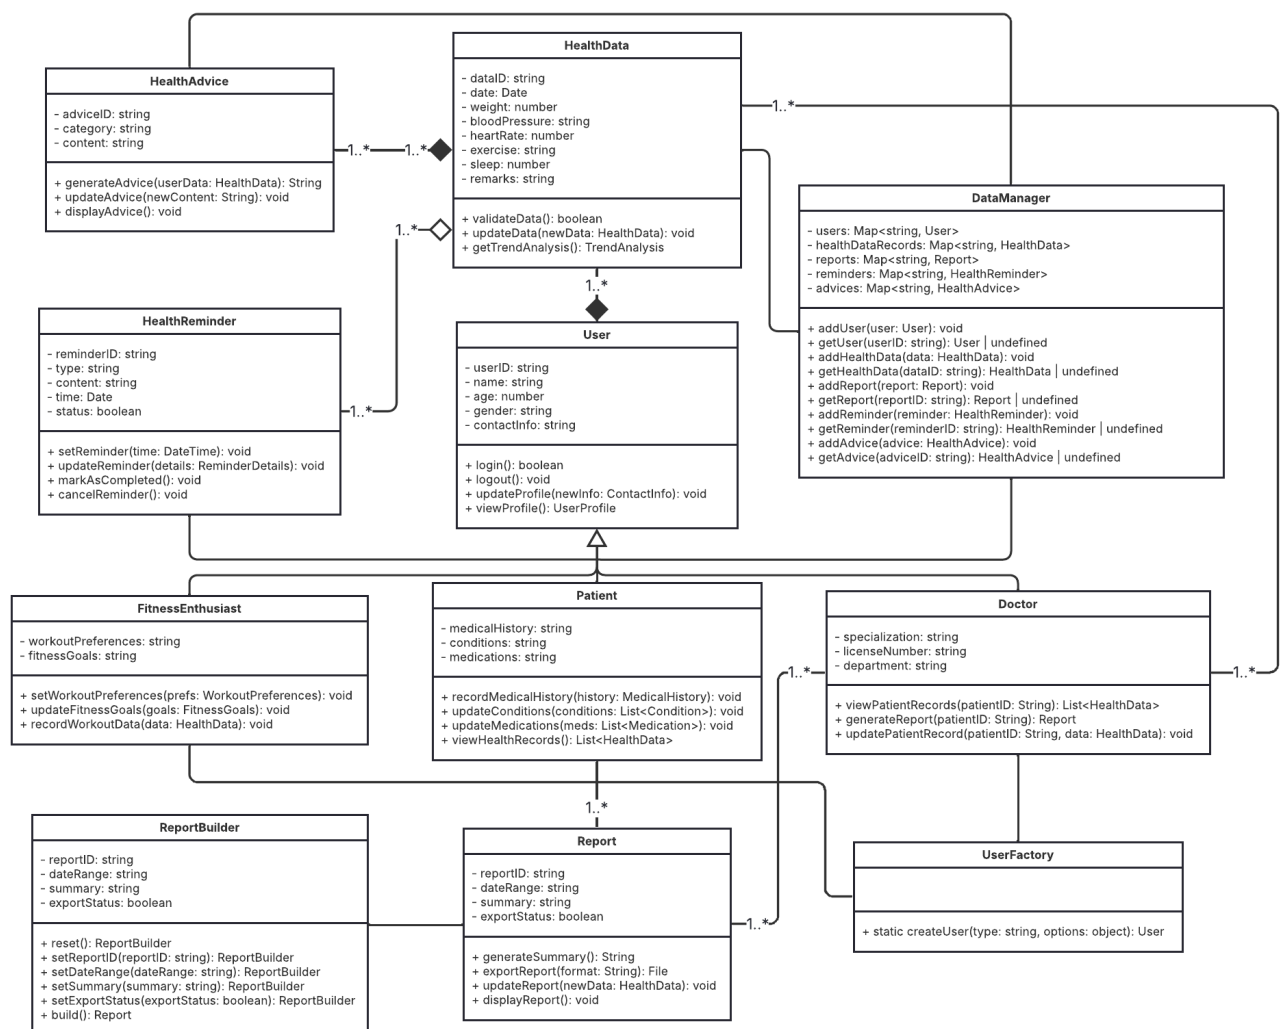 HealthAdvice
- adviceID: string
- category: string
- content: string
+ generateAdvice(userData: HealthData): String
+ updateAdvice(newContent: String): void
+ displayAdvice(): void
1..*
1..*
HealthData
- dataID: string
- date: Date
- weight: number
- bloodPressure: string
- heartRate: number
- exercise: string
- sleep: number
- remarks: string
+ validateData(): boolean
+ updateData(newData: HealthData): void
+ getTrendAnalysis(): TrendAnalysis
1..*
1..*
1..*
DataManager
- users: Map<string, User>
- healthDataRecords: Map<string, HealthData>
- reports: Map<string, Report>
- reminders: Map<string, HealthReminder>
- advices: Map<string, HealthAdvice>
+ addUser(user: User): void
+ getUser(userID: string): User | undefined
+ addHealthData(data: HealthData): void
+ getHealthData(dataID: string): HealthData | undefined
+ addReport(report: Report): void
+ getReport(reportID: string): Report | undefined
+ addReminder(reminder: HealthReminder): void
+ getReminder(reminderID: string): HealthReminder | undefined
+ addAdvice(advice: HealthAdvice): void
+ getAdvice(adviceID: string): HealthAdvice | undefined
HealthReminder
- reminderID: string
- type: string
- content: string
- time: Date
- status: boolean
+ setReminder(time: DateTime): void
+ updateReminder(details: ReminderDetails): void
+ markAsCompleted(): void
+ cancelReminder(): void
1..*
User
- userID: string
- name: string
- age: number
- gender: string
- contactInfo: string
+ login(): boolean
+ logout(): void
+ updateProfile(newInfo: ContactInfo): void
+ viewProfile(): UserProfile
FitnessEnthusiast
- workoutPreferences: string
- fitnessGoals: string
+ setWorkoutPreferences(prefs: WorkoutPreferences): void
+ updateFitnessGoals(goals: FitnessGoals): void
+ recordWorkoutData(data: HealthData): void
Patient
- medicalHistory: string
- conditions: string
- medications: string
+ recordMedicalHistory(history: MedicalHistory): void
+ updateConditions(conditions: List<Condition>): void
+ updateMedications(meds: List<Medication>): void
+ viewHealthRecords(): List<HealthData>
1..*
1..*
Doctor
- specialization: string
- licenseNumber: string
- department: string
+ viewPatientRecords(patientID: String): List<HealthData>
+ generateReport(patientID: String): Report
+ updatePatientRecord(patientID: String, data: HealthData): void
1..*
ReportBuilder
- reportID: string
- dateRange: string
- summary: string
- exportStatus: boolean
+ reset(): ReportBuilder
+ setReportID(reportID: string): ReportBuilder
+ setDateRange(dateRange: string): ReportBuilder
+ setSummary(summary: string): ReportBuilder
+ setExportStatus(exportStatus: boolean): ReportBuilder
+ build(): Report
Report
- reportID: string
- dateRange: string
- summary: string
- exportStatus: boolean
+ generateSummary(): String
+ exportReport(format: String): File
+ updateReport(newData: HealthData): void
+ displayReport(): void
1..*
UserFactory
+ static createUser(type: string, options: object): User